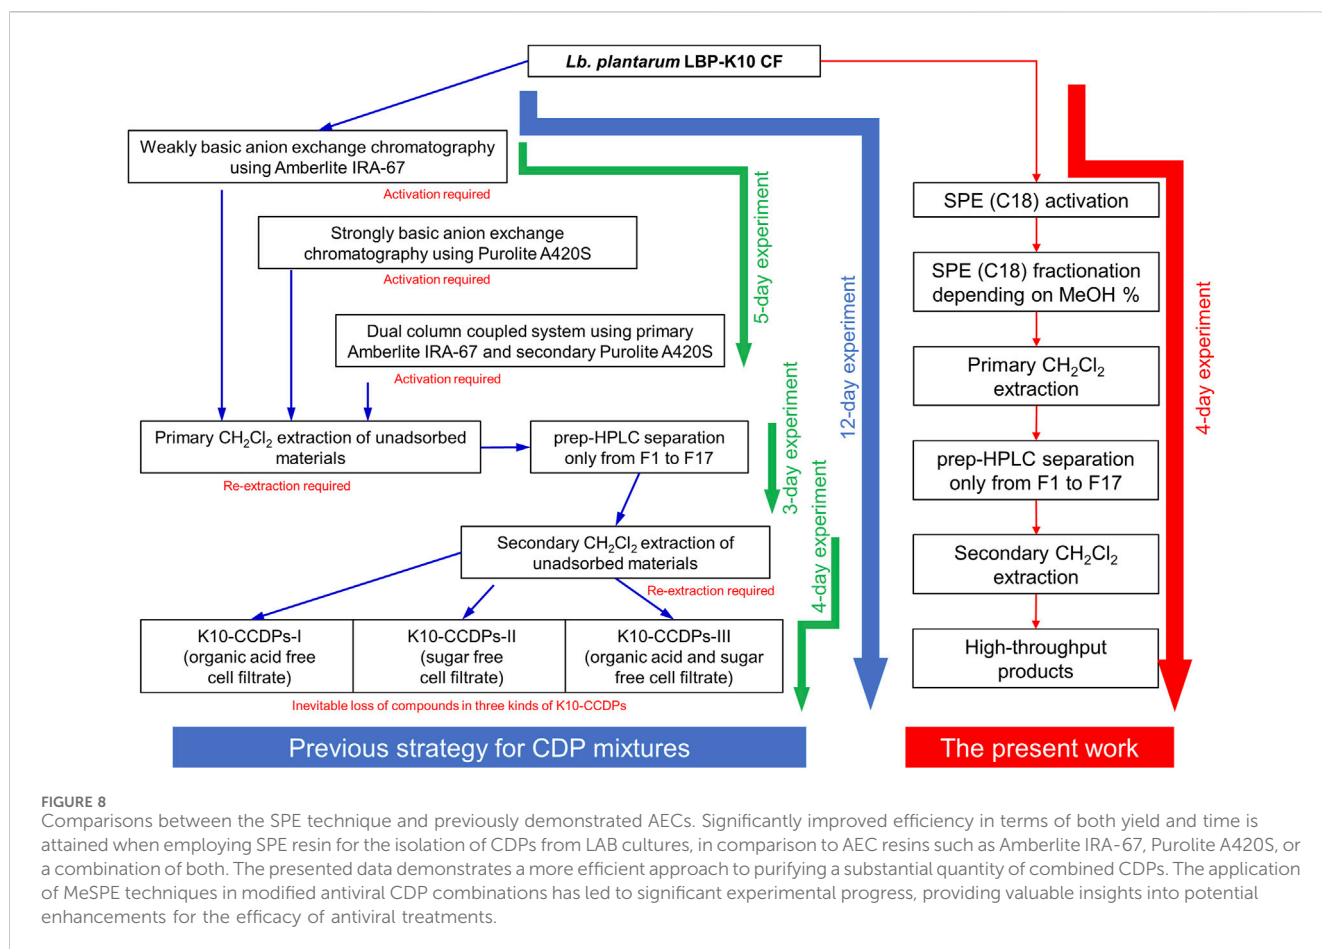 Lb. plantarum LBP-K10 CF
Weakly basic anion exchange chromatography
using Amberlite IRA-67
Activation required
Strongly basic anion exchange
chromatography using Purolite A420S
Activation required
Dual column coupled system using primary
Amberlite IRA-67 and secondary Purolite A420S
Activation required
Primary CH₂Cl₂ extraction of unadsorbed
materials
Re-extraction required
prep-HPLC separation
only from F1 to F17
Secondary CH₂Cl₂ extraction of
unadsorbed materials
Re-extraction required
K10-CCDPs-I
(organic acid free
cell filtrate)
K10-CCDPs-II
(sugar free
cell filtrate)
K10-CCDPs-III
(organic acid and sugar
free cell filtrate)
Inevitable loss of compounds in three kinds of K10-CCDPs
5-day experiment
3-day experiment
4-day experiment
12-day experiment
Previous strategy for CDP mixtures
SPE (C18) activation
SPE (C18) fractionation
depending on MeOH %
Primary CH₂Cl₂
extraction
prep-HPLC separation
only from F1 to F17
Secondary CH₂Cl₂
extraction
High-throughput
products
4-day experiment
The present work
FIGURE 8
Comparisons between the SPE technique and previously demonstrated AECs. Significantly improved efficiency in terms of both yield and time is
attained when employing SPE resin for the isolation of CDPs from LAB cultures, in comparison to AEC resins such as Amberlite IRA-67, Purolite A420S, or
a combination of both. The presented data demonstrates a more efficient approach to purifying a substantial quantity of combined CDPs. The application
of MeSPE techniques in modified antiviral CDP combinations has led to significant experimental progress, providing valuable insights into potential
enhancements for the efficacy of antiviral treatments.